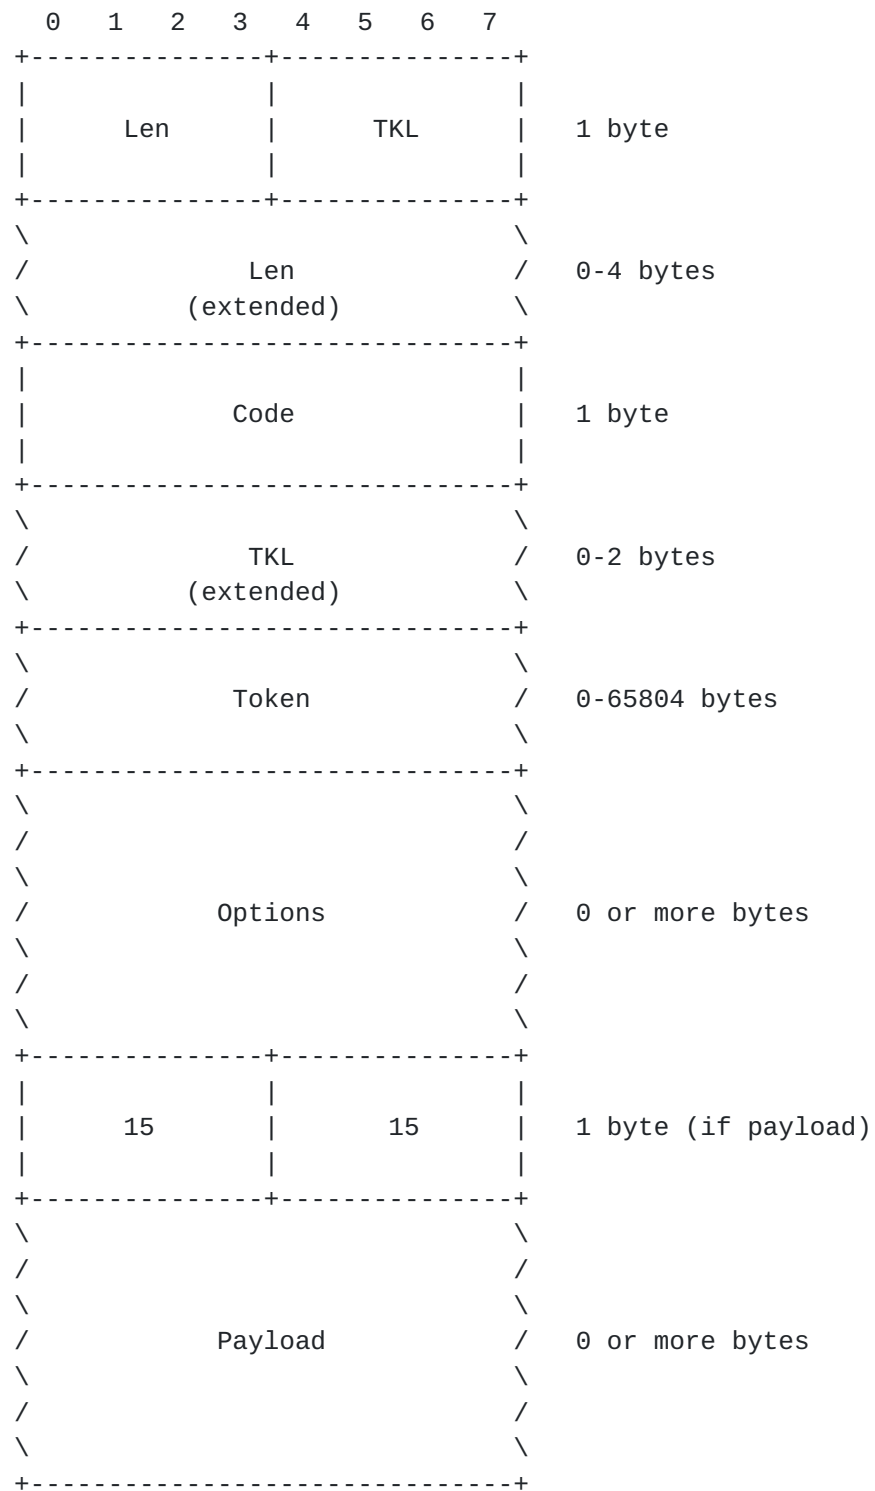 0 1 2 3 4 5 6 7
Len TKL 1 byte
Len 0-4 bytes
(extended)
Code 1 byte
TKL 0-2 bytes
(extended)
Token 0-65804 bytes
Options 0 or more bytes
15 15 1 byte (if payload)
Payload 0 or more bytes